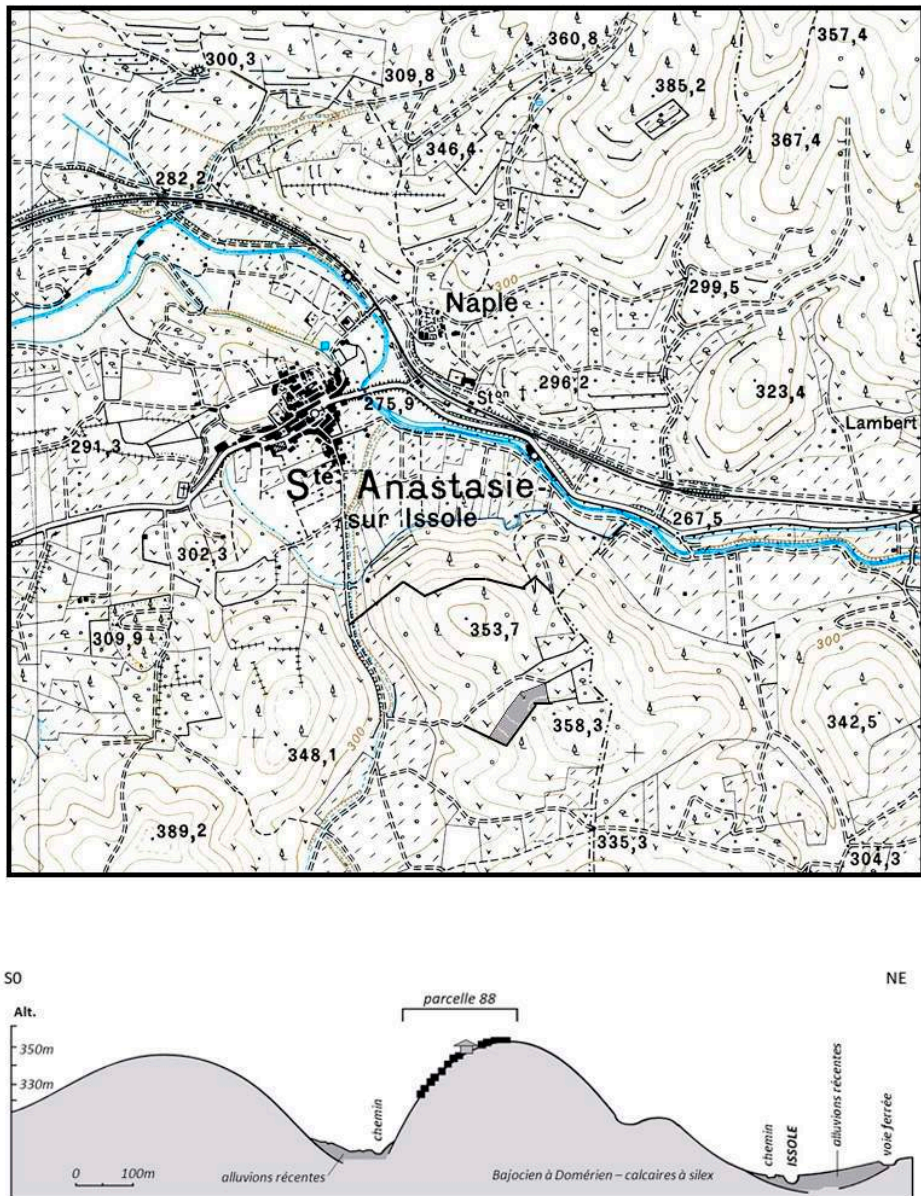 300,3
360,8
357,4
309,8
385,2
346,4
367,4
282,2
300
299,5
Naple
296,2
Ston
323,4
275,9
Lambert
291,3
Ste Anastasie
sur Issole
267,5
302,3
300
353,7
309,9
342,5
358,3
348,1
300
389,2
335,3
304,3
SO
NE
parcelle 88
Alt.
350m
330m
chemin
alluvions récentes
voie ferrée
chemin
ISSOLE
0 100m
alluvions récentes
Bajocien à Domérien – calcaires à silex